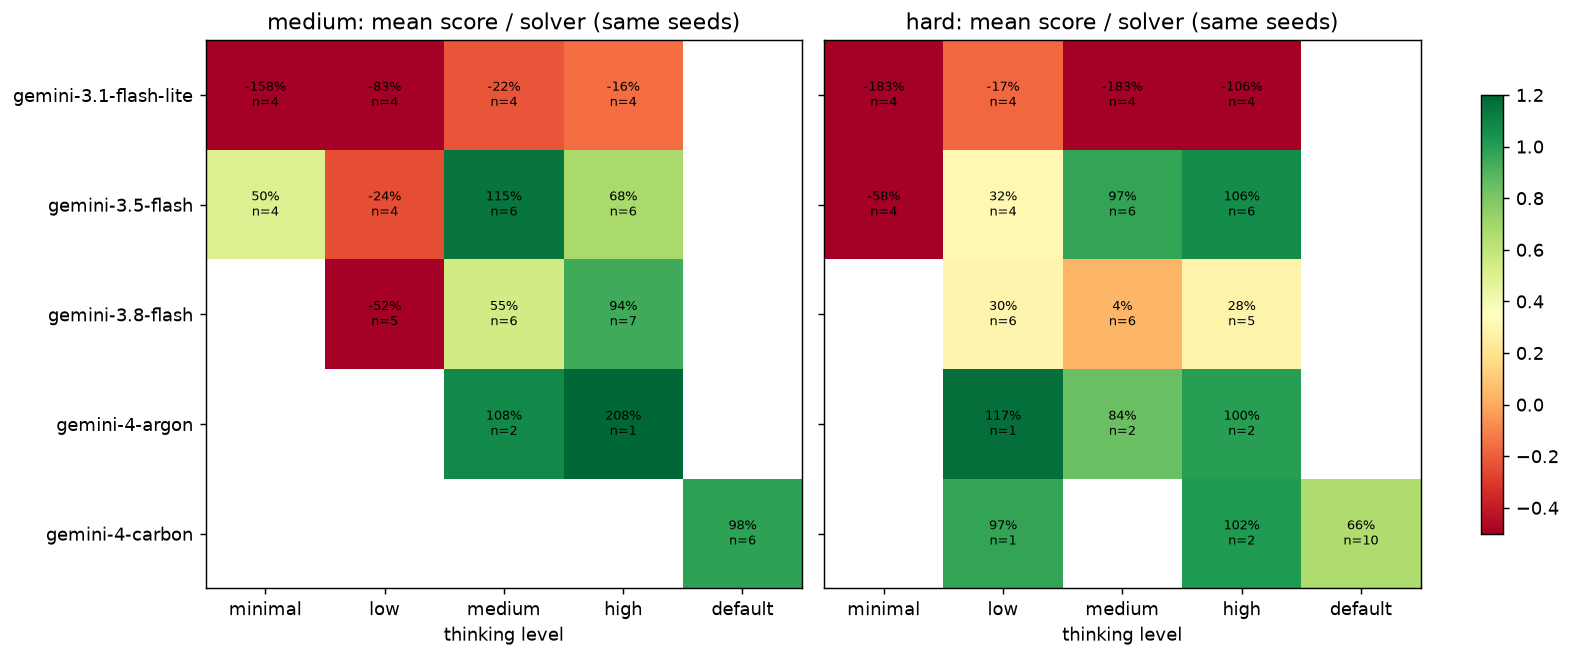 medium: mean score / solver (same seeds)
hard: mean score / solver (same seeds)
gemini-3.1-flash-lite
-158%
n=4
-83%
n=4
-22%
n=4
-16%
n=4
-183%
n=4
-17%
n=4
-183%
n=4
-106%
n=4
gemini-3.5-flash
50%
n=4
-24%
n=4
115%
n=6
68%
n=6
-58%
n=4
32%
n=4
97%
n=6
106%
n=6
gemini-3.8-flash
-52%
n=5
55%
n=6
94%
n=7
30%
n=6
4%
n=6
28%
n=5
gemini-4-argon
108%
n=2
208%
n=1
117%
n=1
84%
n=2
100%
n=2
gemini-4-carbon
98%
n=6
97%
n=1
102%
n=2
66%
n=10
minimal low medium high default
thinking level
minimal low medium high default
thinking level
1.2
1.0
0.8
0.6
0.4
0.2
0.0
−0.2
−0.4